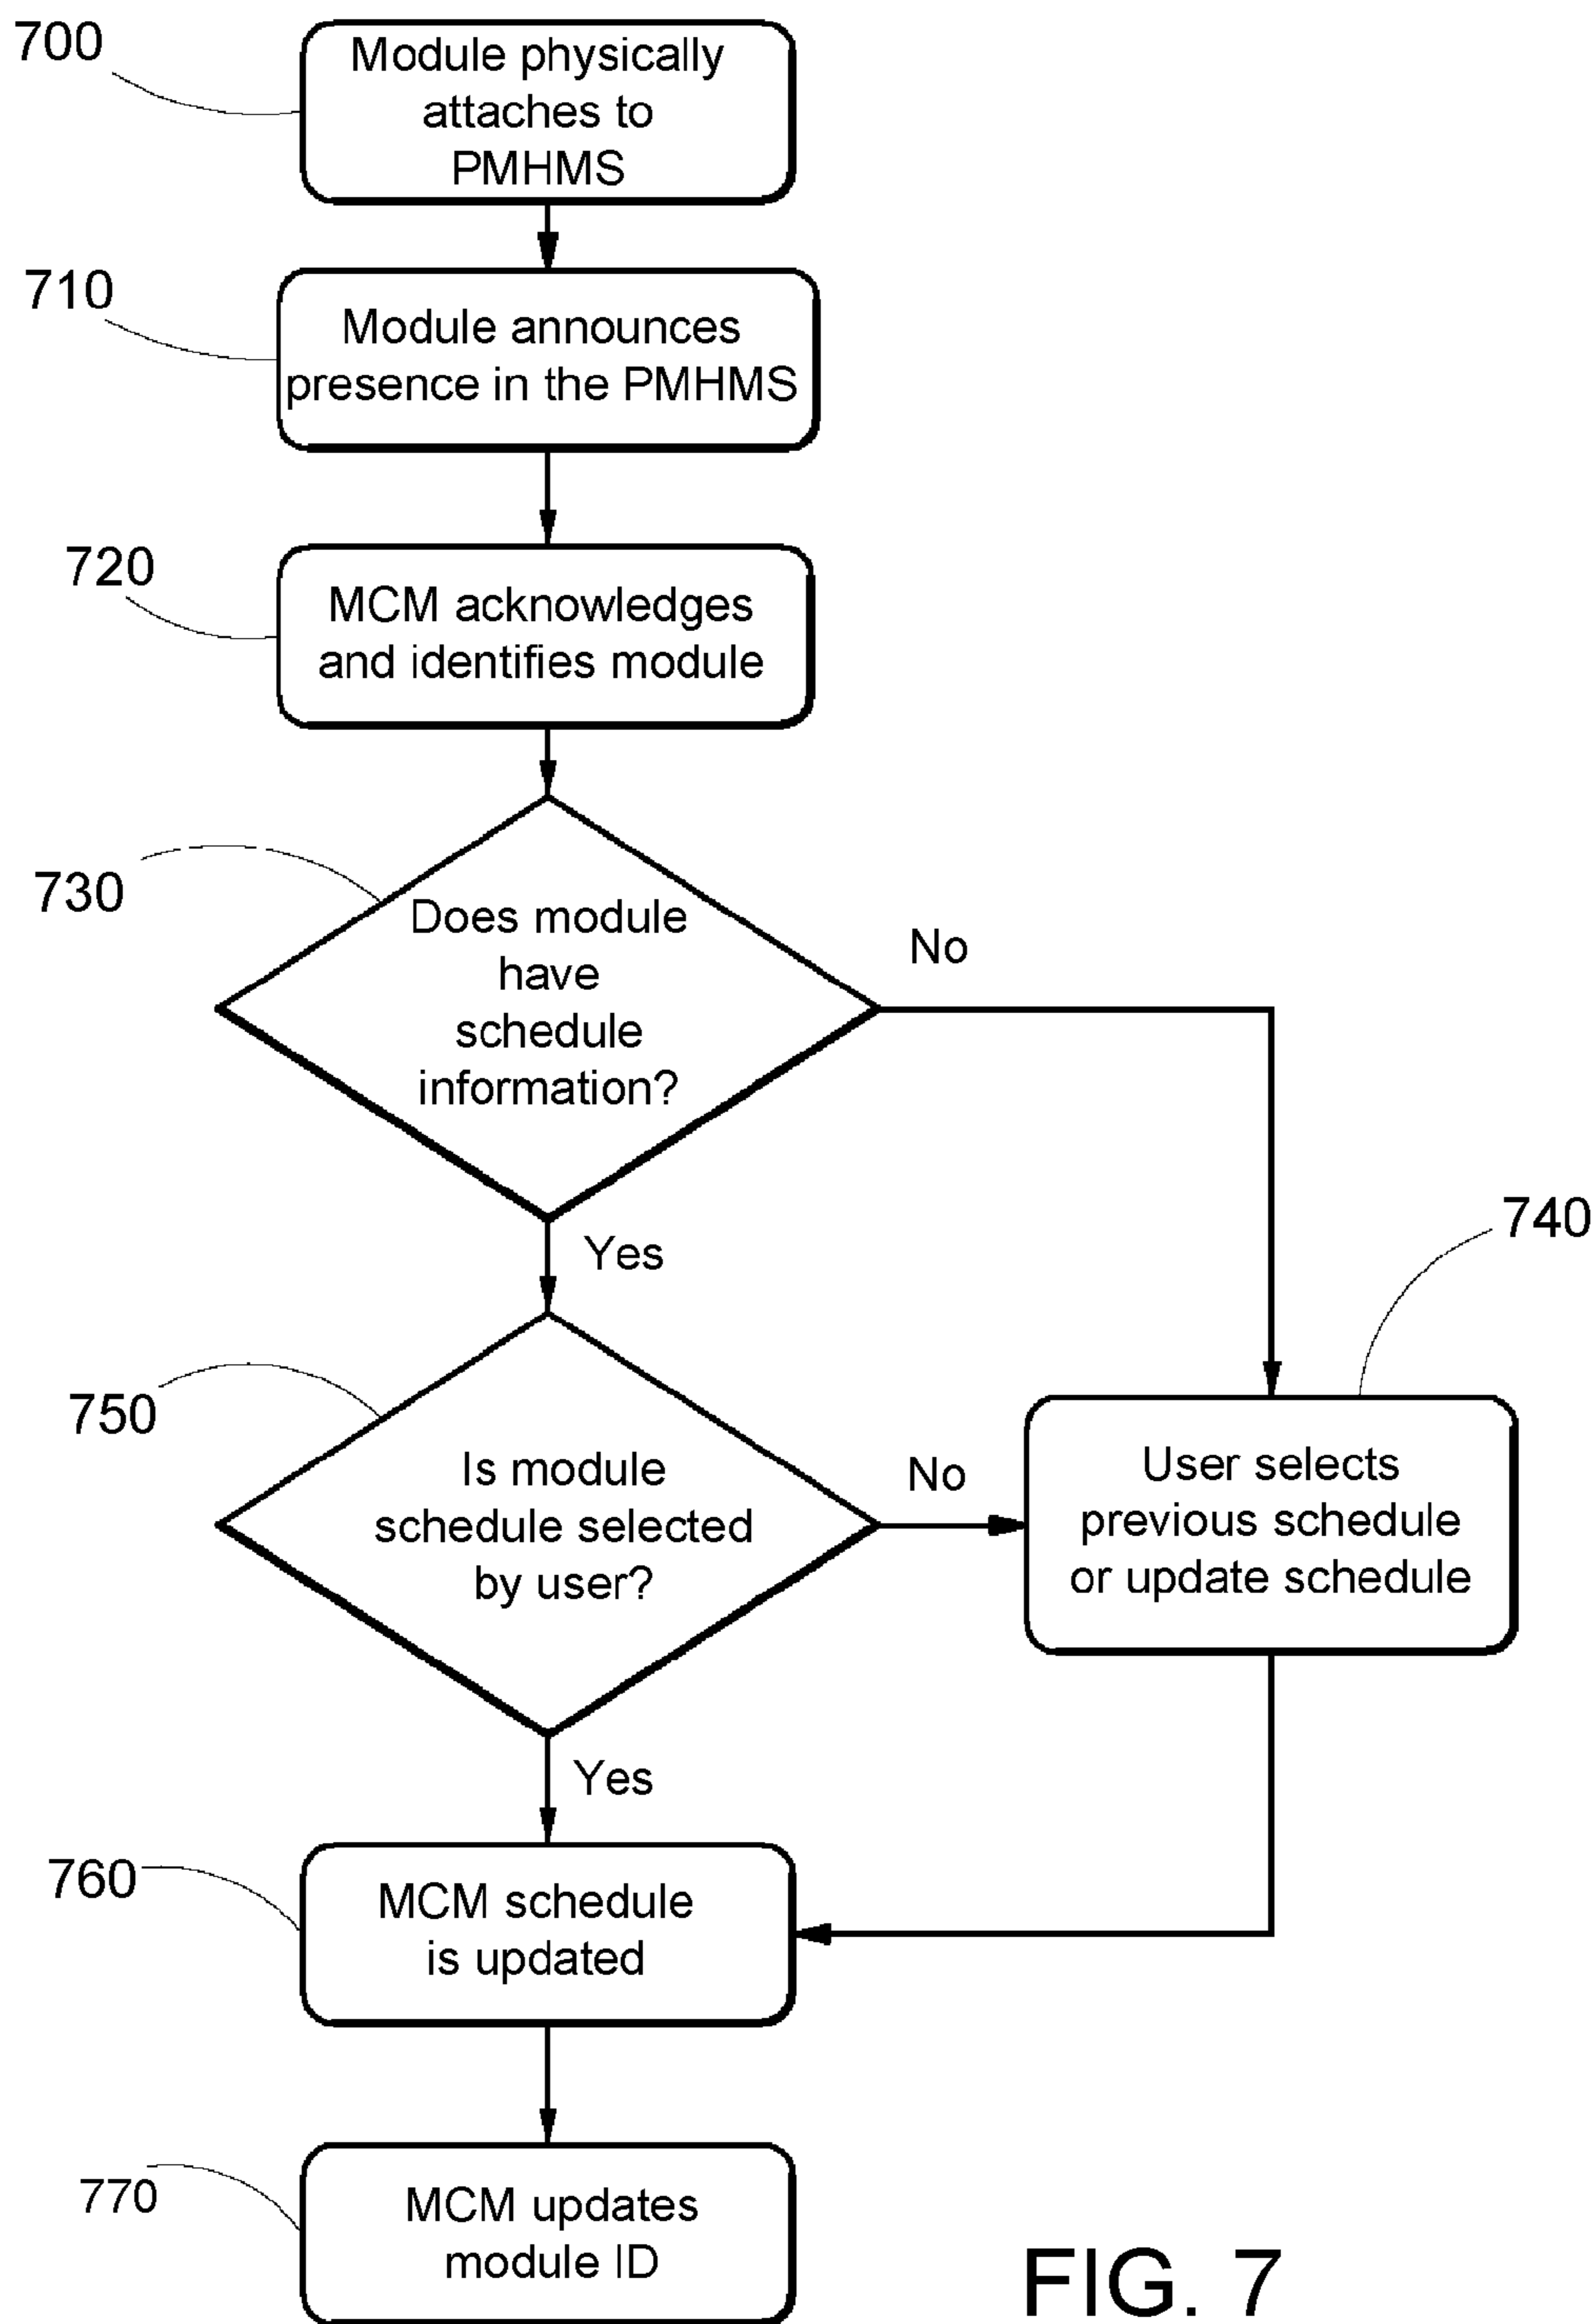 700
Module physically
attaches to
PMHMS
710
Module announces
presence in the PMHMS
720
MCM acknowledges
and identifies module
730
Does module
have
schedule
information?
No
Yes
740
750
Is module
schedule selected
by user?
No
User selects
previous schedule
or update schedule
Yes
760
MCM schedule
is updated
770
MCM updates
module ID
FIG. 7